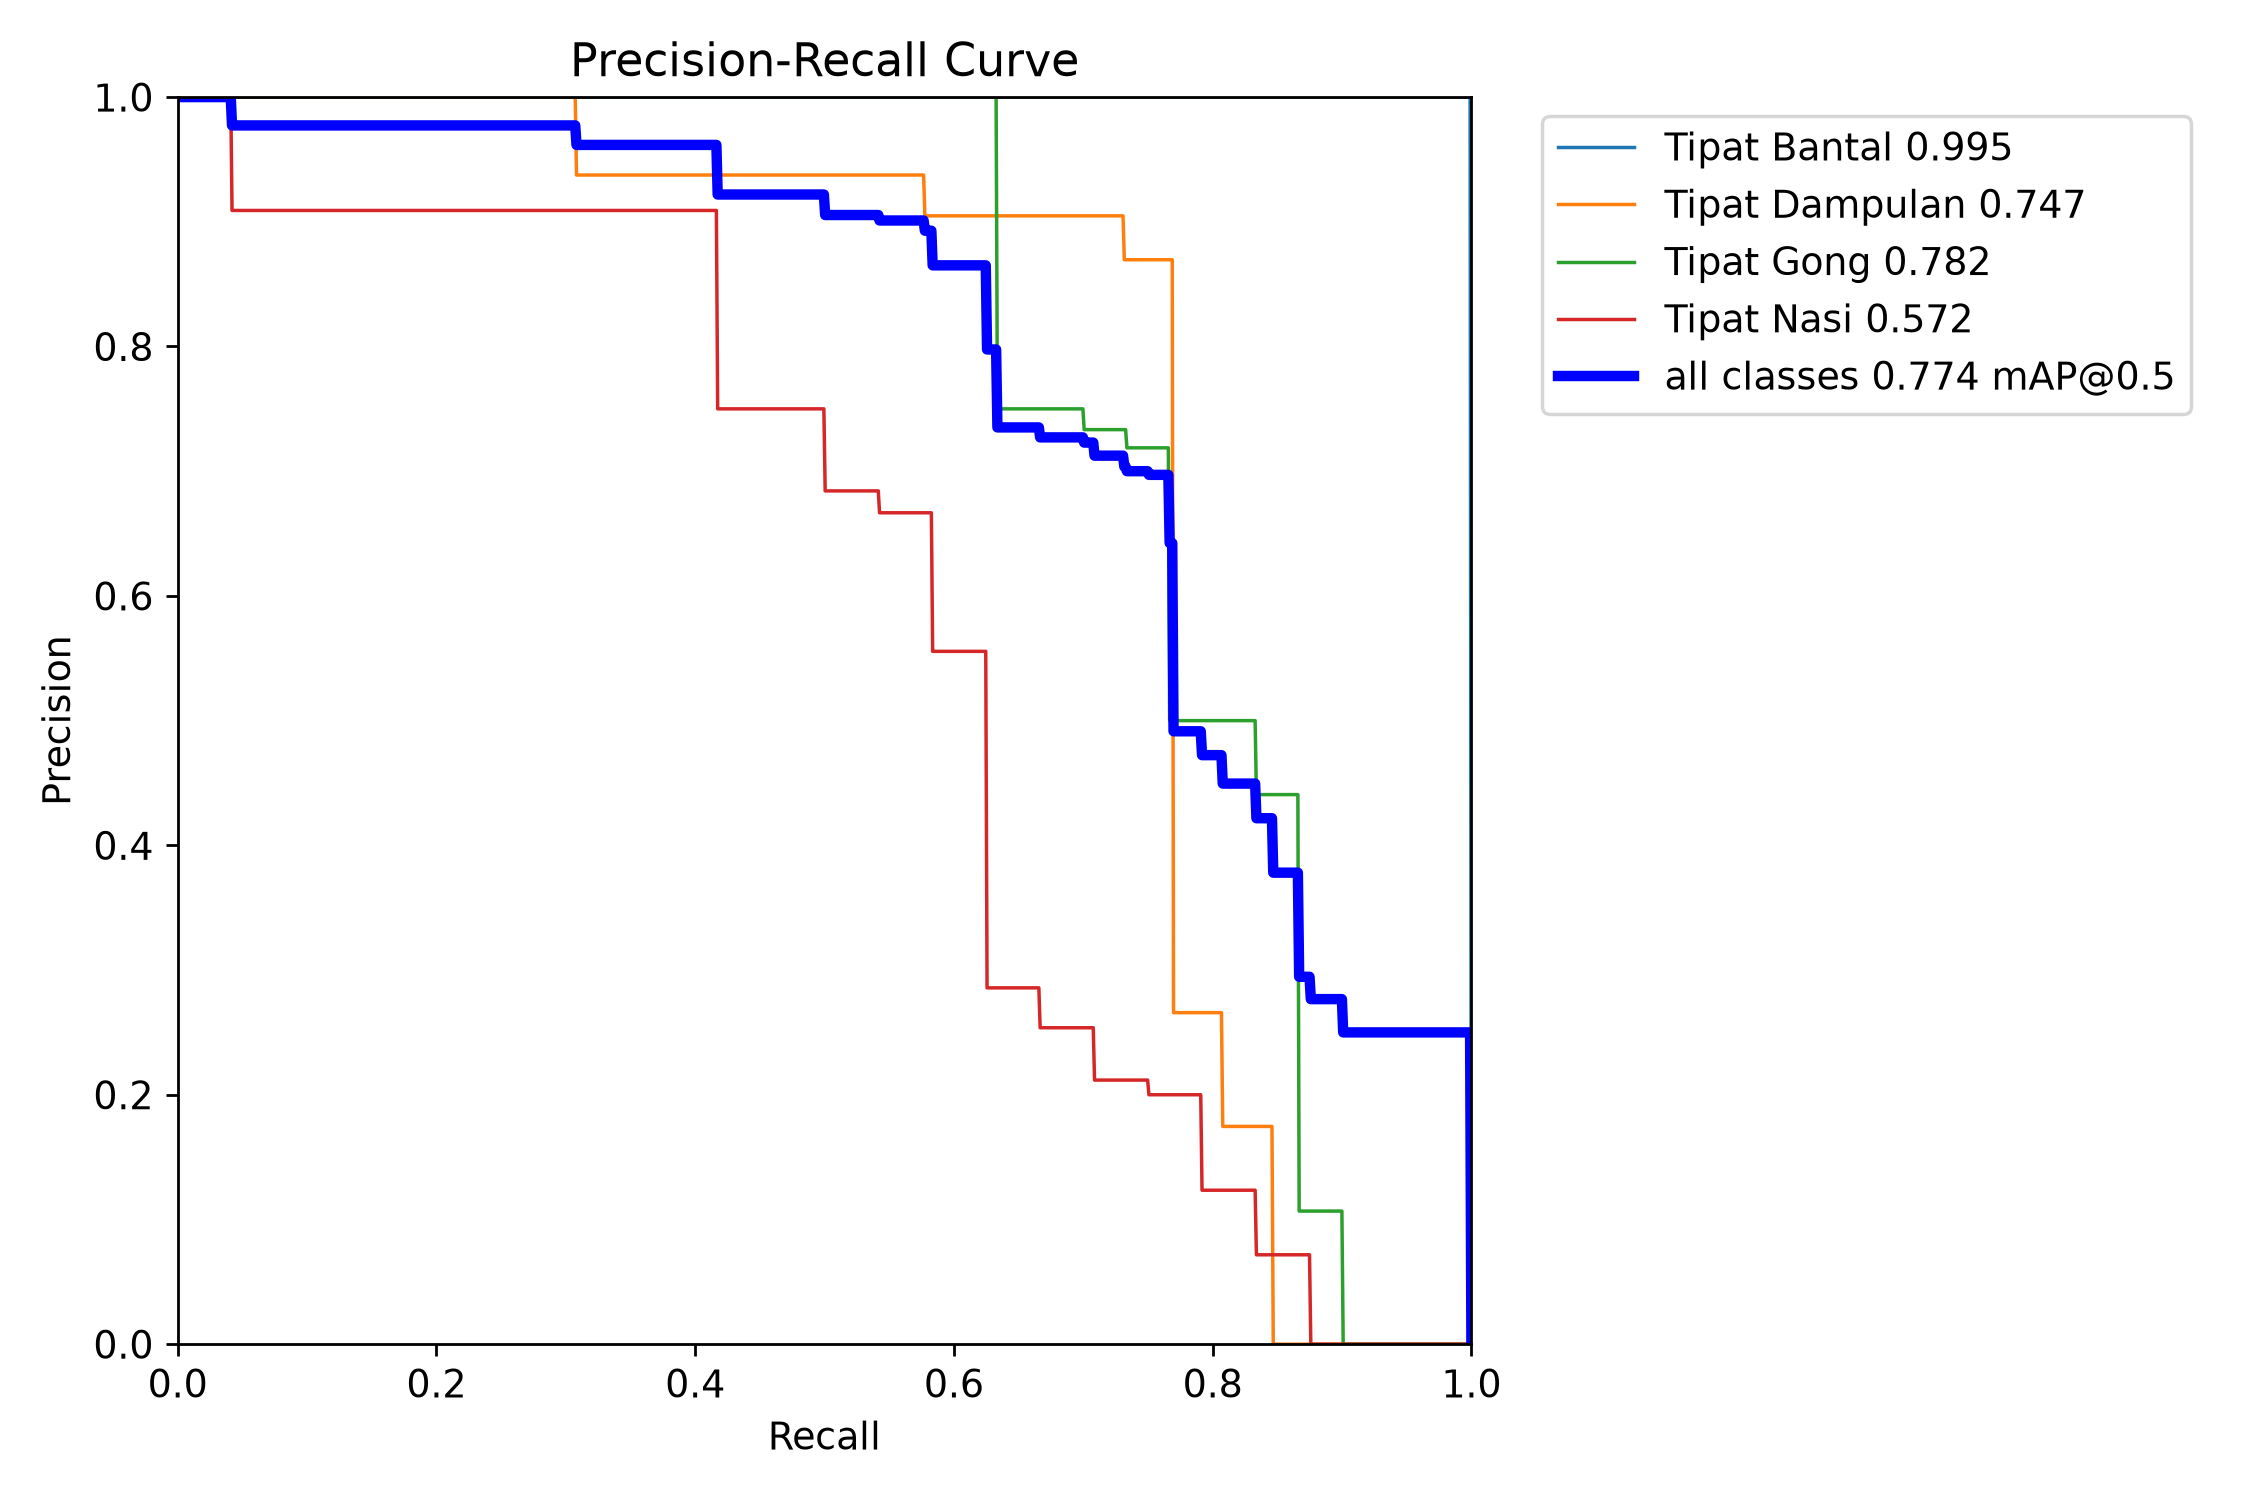 Precision-Recall Curve
1.0
0.8
0.6
0.4
0.2
0.0
Precision
0.0 0.2 0.4 0.6 0.8 1.0
Recall
Tipat Bantal 0.995
Tipat Dampulan 0.747
Tipat Gong 0.782
Tipat Nasi 0.572
all classes 0.774 mAP@0.5